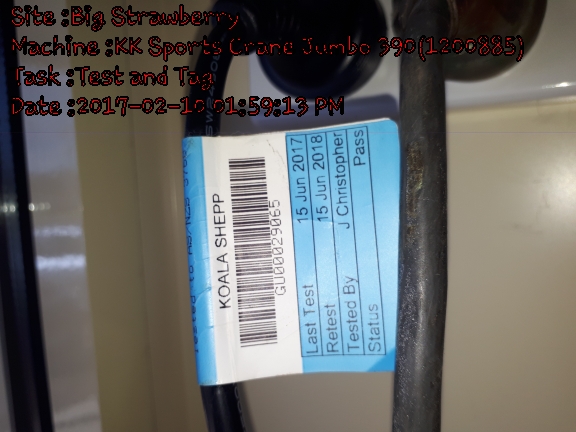 Site :Big Strawberry
Machine :KK Sports Crane Jumbo 390(1200885)
Task :Test and Tag
Date :2017-02-10 01:59:13 PM
KOALA SHEPP
GU00029065
Last Test 15 Jun 2017
Retest 15 Jun 2018
Tested By J Christopher
Status Pass